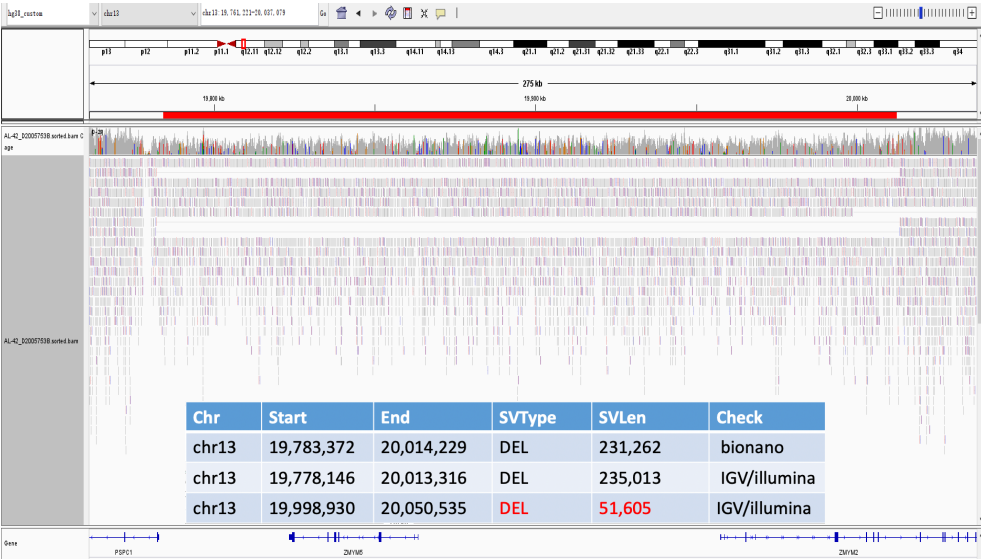 hg38_custom chr13 chr13:19,761,221-20,037,079 Go
p13 p12 p11.2 p11.1 q12.11 q12.12 q12.2 q13.1 q13.3 q14.11 q14.13 q14.3 q21.1 q21.2 q21.31 q21.32 q21.33 q22.1 q22.3 q31.1 q31.2 q31.3 q32.1 q32.3 q33.1 q33.2 q33.3 q34
275 kb
19,800 kb 19,900 kb 20,000 kb
AL-42_D2005753B.sorted.bam C
age
AL-42_D2005753B.sorted.bam
Chr Start End SVType SVLen Check
chr13 19,783,372 20,014,229 DEL 231,262 bionano
chr13 19,778,146 20,013,316 DEL 235,013 IGV/illumina
chr13 19,998,930 20,050,535 DEL 51,605 IGV/illumina
Gene
PSPC1 ZMYM5 ZMYM2